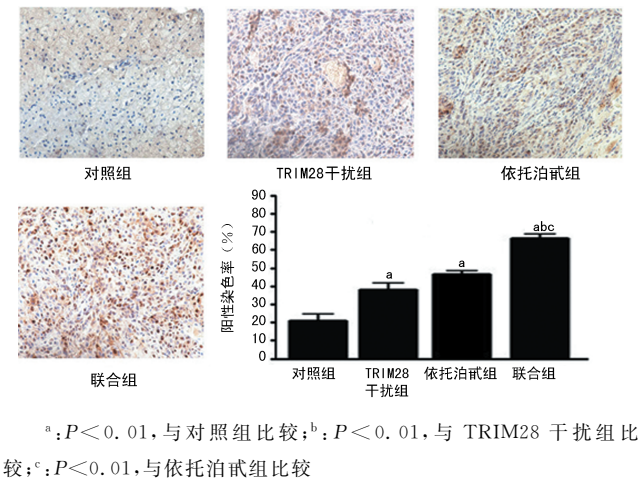 对照组
TRIM28干扰组
依托泊甙组
联合组
阳性染色率（%）
90
80
70
60
50
40
30
20
10
0
a
a
abc
对照组
TRIM28
干扰组
依托泊甙组
联合组
a:P<0.01,与对照组比较;b:P<0.01,与 TRIM28 干扰组比
较;c:P<0.01,与依托泊甙组比较